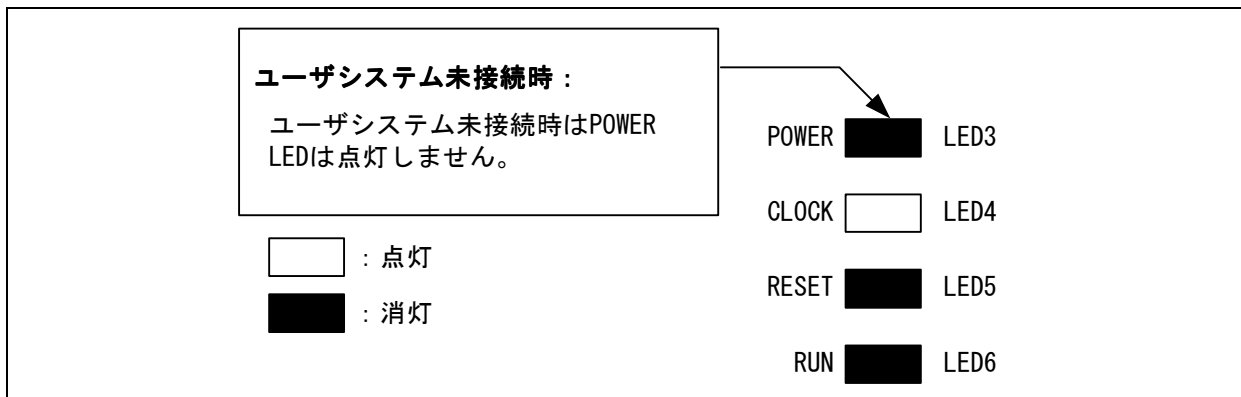 ユーザシステム未接続時：
ユーザシステム未接続時はPOWER
LEDは点灯しません。
：点灯
：消灯
POWER LED3
CLOCK LED4
RESET LED5
RUN LED6